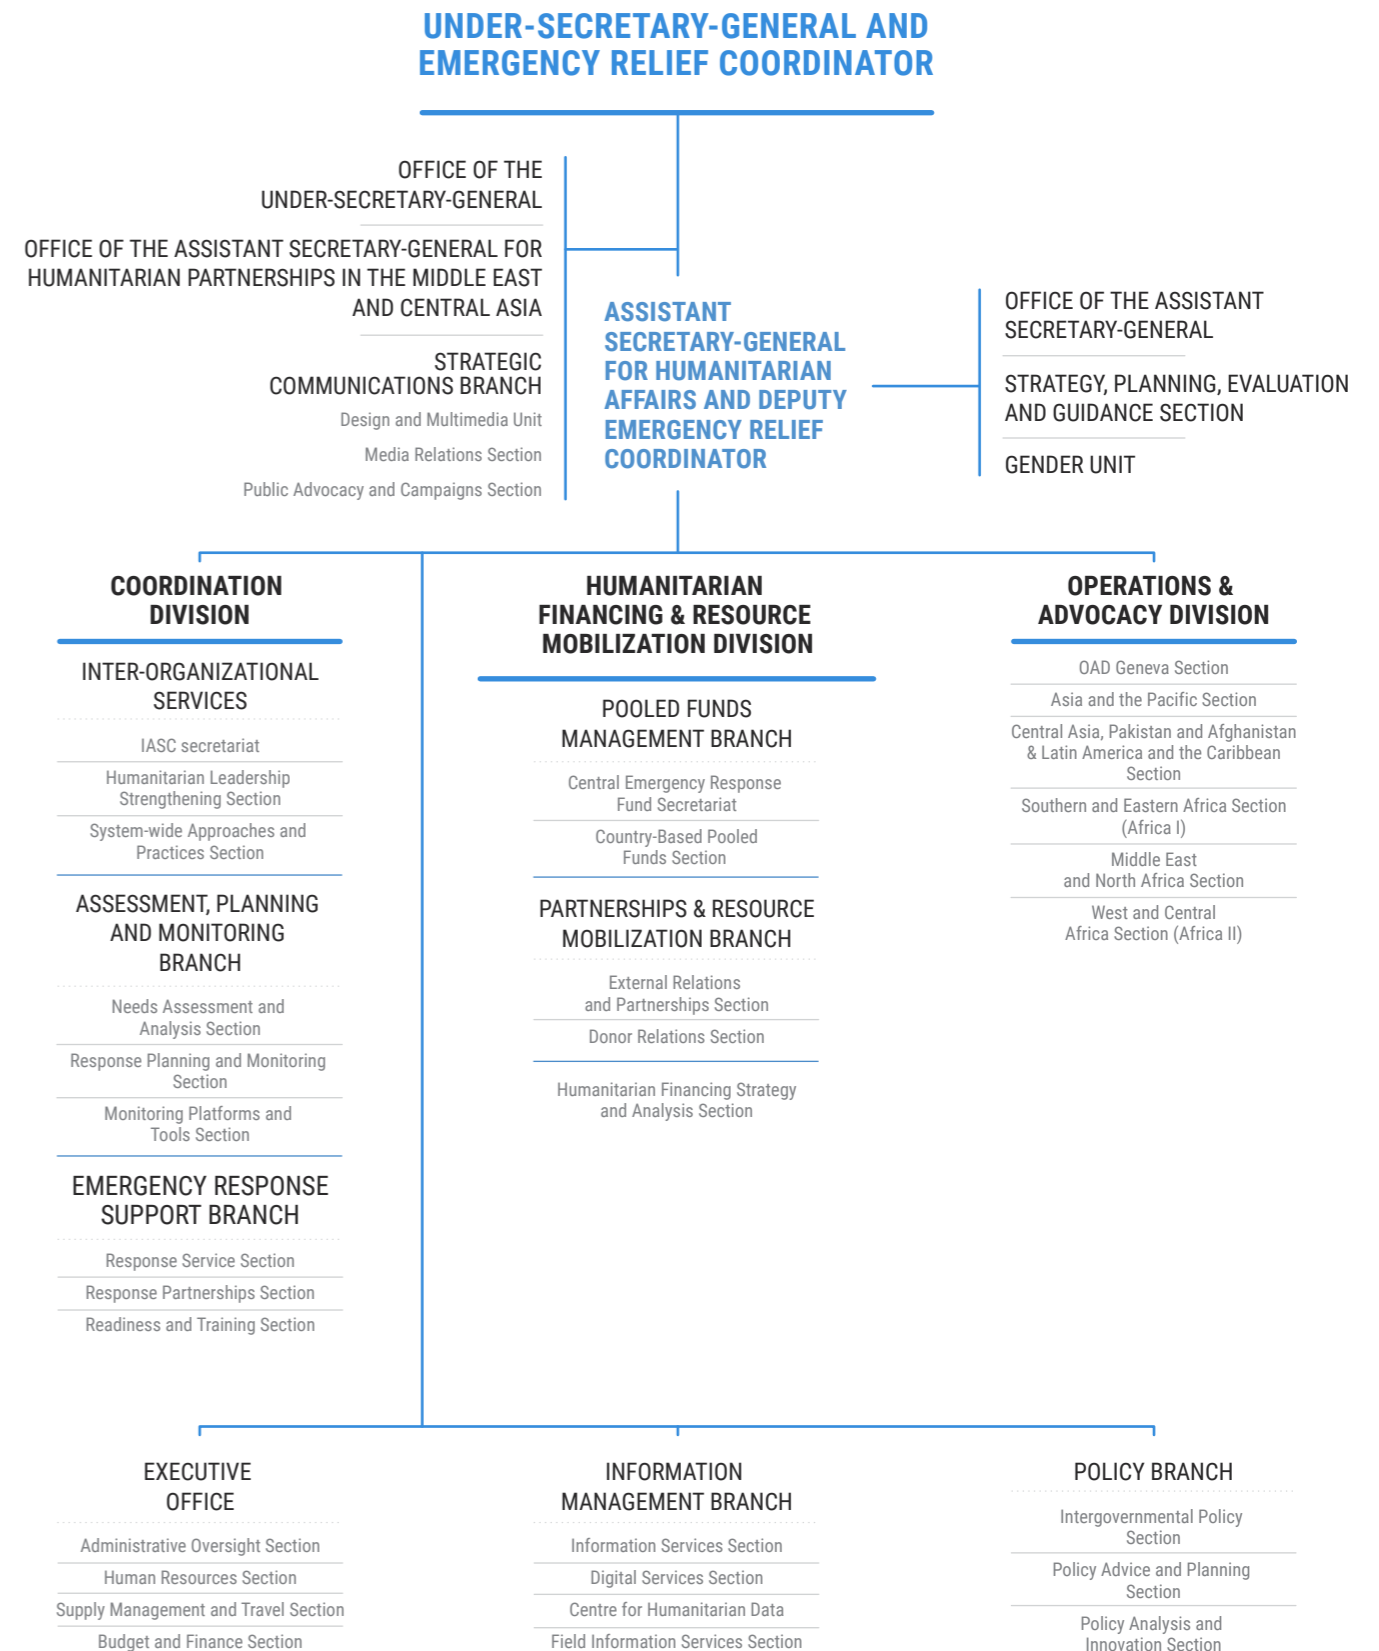 UNDER-SECRETARY-GENERAL AND
EMERGENCY RELIEF COORDINATOR
OFFICE OF THE
UNDER-SECRETARY-GENERAL
OFFICE OF THE ASSISTANT SECRETARY-GENERAL FOR
HUMANITARIAN PARTNERSHIPS IN THE MIDDLE EAST
AND CENTRAL ASIA
STRATEGIC
COMMUNICATIONS BRANCH
Design and Multimedia Unit
Media Relations Section
Public Advocacy and Campaigns Section
ASSISTANT
SECRETARY-GENERAL
FOR HUMANITARIAN
AFFAIRS AND DEPUTY
EMERGENCY RELIEF
COORDINATOR
OFFICE OF THE ASSISTANT
SECRETARY-GENERAL
STRATEGY, PLANNING, EVALUATION
AND GUIDANCE SECTION
GENDER UNIT
COORDINATION
DIVISION
INTER-ORGANIZATIONAL
SERVICES
IASC secretariat
Humanitarian Leadership
Strengthening Section
System-wide Approaches and
Practices Section
ASSESSMENT, PLANNING
AND MONITORING
BRANCH
Needs Assessment and
Analysis Section
Response Planning and Monitoring
Section
Monitoring Platforms and
Tools Section
EMERGENCY RESPONSE
SUPPORT BRANCH
Response Service Section
Response Partnerships Section
Readiness and Training Section
HUMANITARIAN
FINANCING & RESOURCE
MOBILIZATION DIVISION
POOLED FUNDS
MANAGEMENT BRANCH
Central Emergency Response
Fund Secretariat
Country-Based Pooled
Funds Section
PARTNERSHIPS & RESOURCE
MOBILIZATION BRANCH
External Relations
and Partnerships Section
Donor Relations Section
Humanitarian Financing Strategy
and Analysis Section
OPERATIONS &
ADVOCACY DIVISION
OAD Geneva Section
Asia and the Pacific Section
Central Asia, Pakistan and Afghanistan
& Latin America and the Caribbean
Section
Southern and Eastern Africa Section
(Africa I)
Middle East
and North Africa Section
West and Central
Africa Section (Africa II)
EXECUTIVE
OFFICE
Administrative Oversight Section
Human Resources Section
Supply Management and Travel Section
Budget and Finance Section
INFORMATION
MANAGEMENT BRANCH
Information Services Section
Digital Services Section
Centre for Humanitarian Data
Field Information Services Section
POLICY BRANCH
Intergovernmental Policy
Section
Policy Advice and Planning
Section
Policy Analysis and
Innovation Section